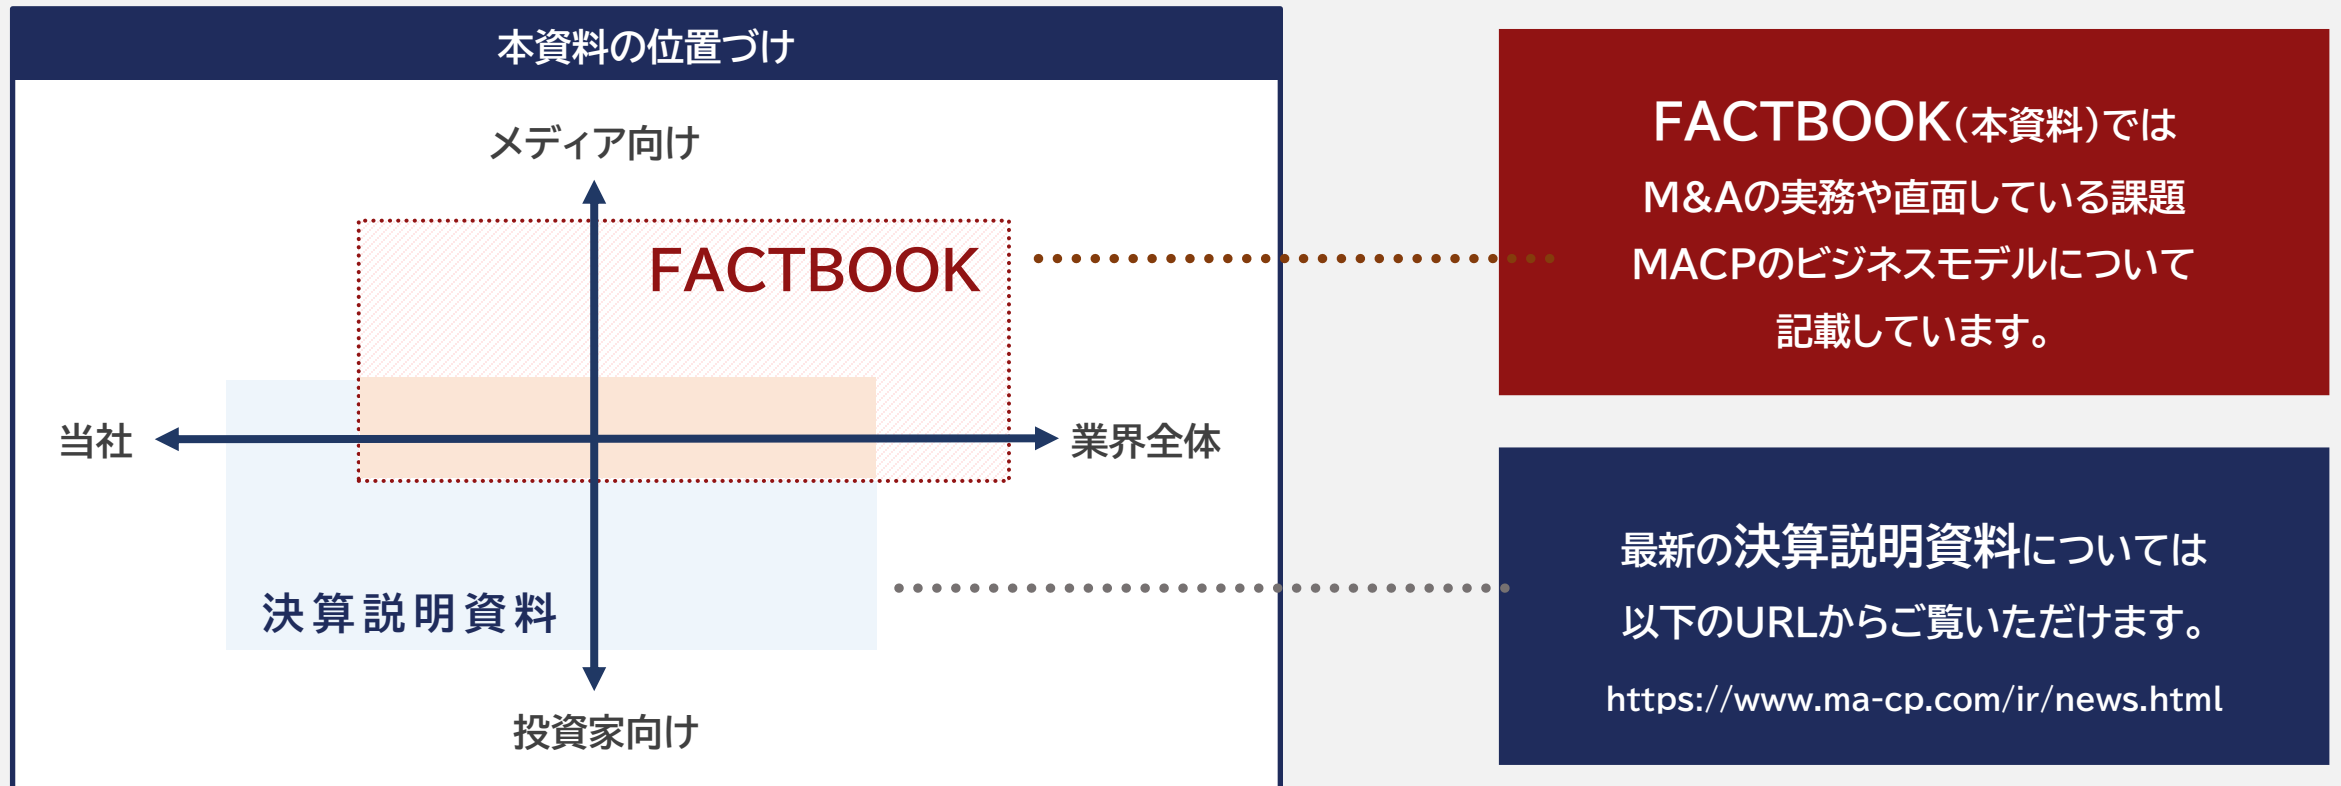 本資料の位置づけ
メディア向け
FACTBOOK
当社
業界全体
決算説明資料
投資家向け
FACTBOOK(本資料)では
M&Aの実務や直面している課題
MACPのビジネスモデルについて
記載しています。
最新の決算説明資料については
以下のURLからご覧いただけます。
https://www.ma-cp.com/ir/news.html